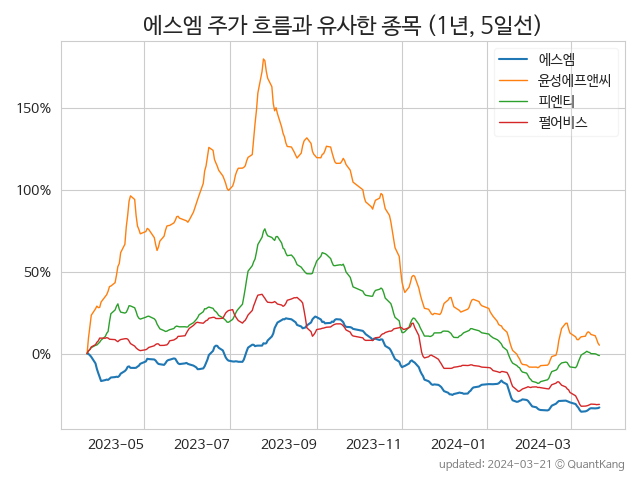 에스엠 주가 흐름과 유사한 종목 (1년, 5일선)
에스엠
윤성에프앤씨
피엔티
펄어비스
150%
100%
50%
0%
2023-05 2023-07 2023-09 2023-11 2024-01 2024-03
updated: 2024-03-21 © QuantKang